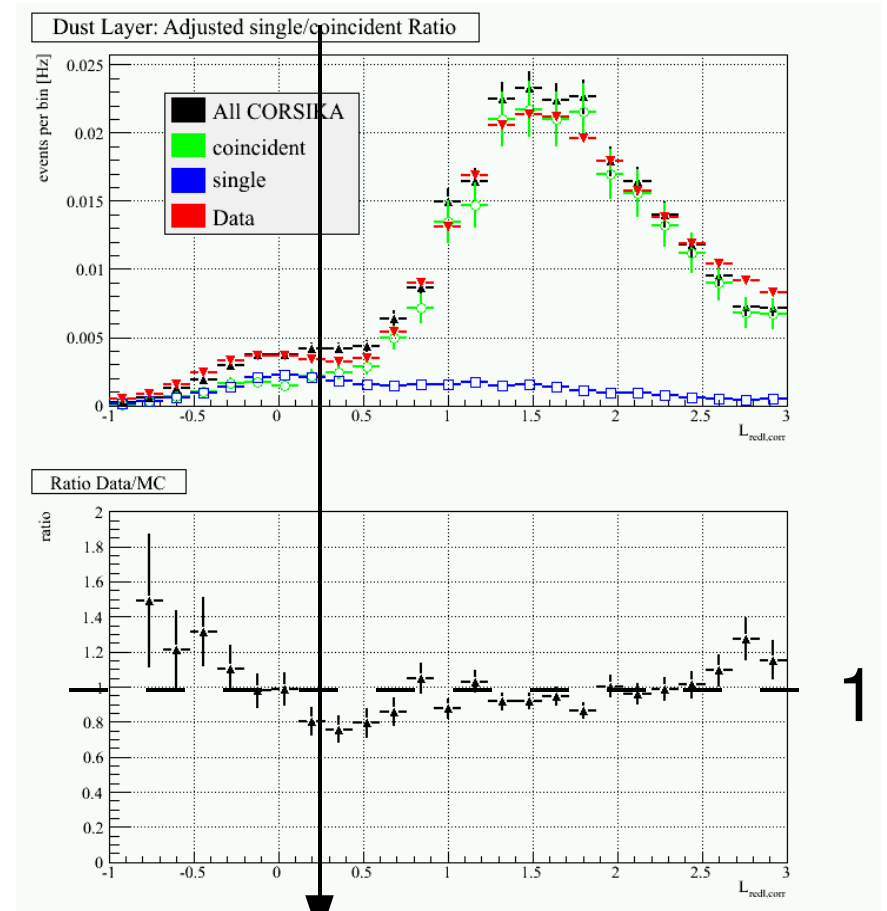 Dust Layer: Adjusted single/coincident Ratio
events per bin [Hz]
0.025
0.02
0.015
0.01
0.005
0
All CORSIKA
coincident
single
Data
-1 -0.5 0 0.5 1 1.5 2 2.5 3
L_redl,corr
Ratio Data/MC
ratio
2
1.8
1.6
1.4
1.2
1
0.8
0.6
0.4
0.2
0
1
-1 -0.5 0 0.5 1 1.5 2 2.5 3
L_redl,corr